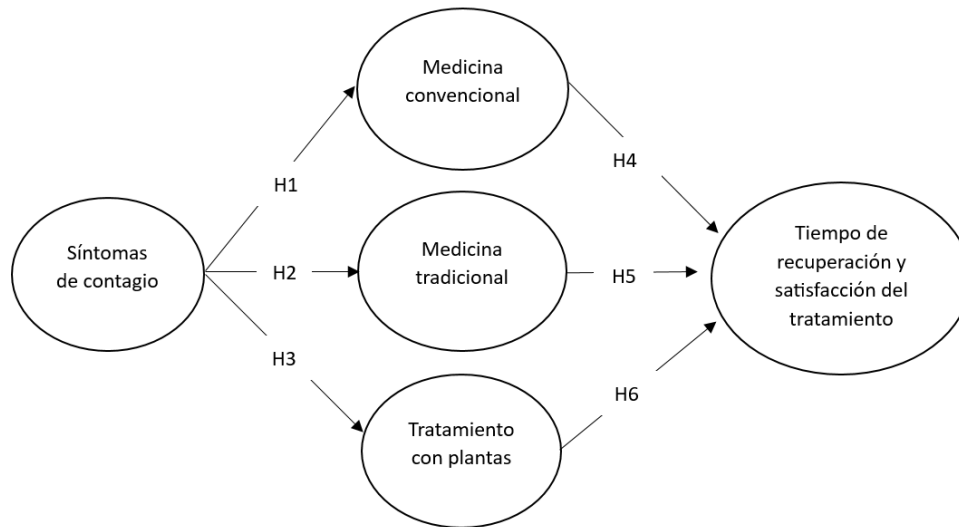 Medicina
convencional
H1
H4
Síntomas
de contagio
H2
Medicina
tradicional
H5
Tiempo de
recuperación y
satisfacción del
tratamiento
H3
H6
Tratamiento
con plantas